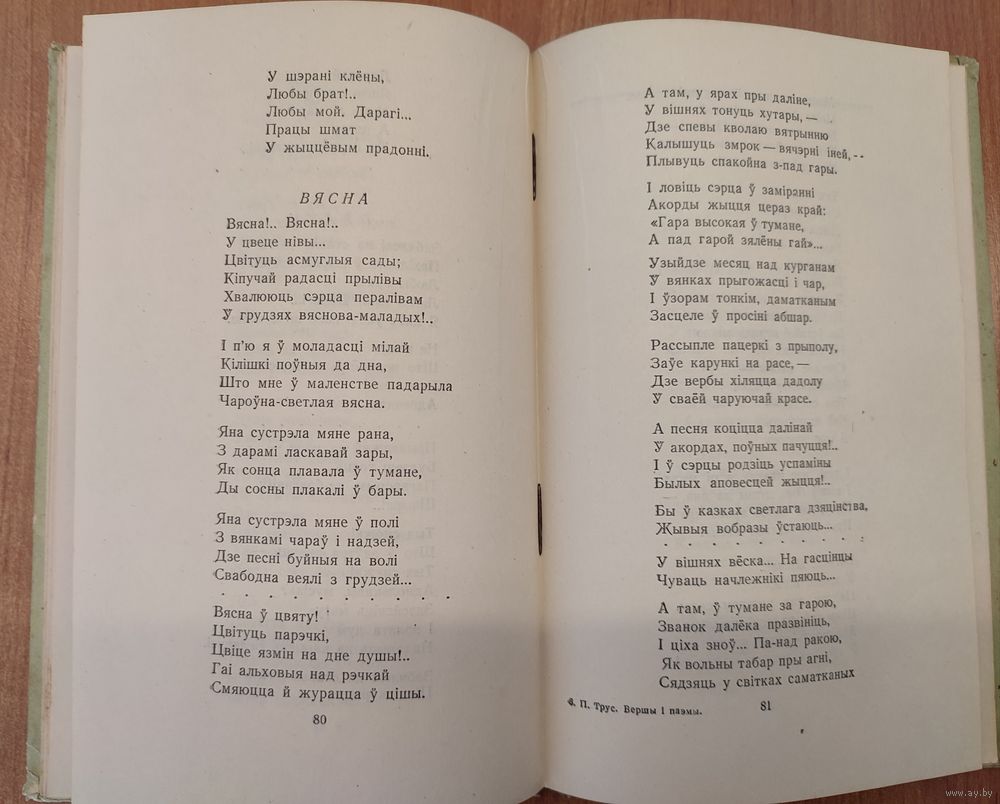 У шэрані клёны,
Любы брат!..
Любы мой. Дарагі...
Працы шмат
У жыццёвым прадонні.
ВЯСНА
Вясна!.. Вясна!..
У цвеце нівы...
Цвітуць асмуглыя сады;
Кіпучай радасці прылівы
Хвалююць сэрца пералівам
У грудзях вяснова-маладых!..
І п'ю я ў моладасці мілай
Кілішкі поўныя да дна,
Што мне ў маленстве падарыла
Чароўна-светлая вясна.
Яна сустрэла мяне рана,
З дарамі ласкавай зары,
Як сонца плавала ў тумане,
Ды сосны плакалі ў бары.
Яна сустрэла мяне ў полі
З вянкамі чараў і надзей,
Дзе песні буйныя на волі
Свабодна веялі з грудзей...
. . . . . . . . . .
Вясна ў цвяту!
Цвітуць парэчкі,
Цвіце язмін на дне душы!..
Гаі альховыя над рэчкай
Смяюцца й журацца ў цішы.
80
А там, у ярах пры даліне,
У вішнях тонуць хутары, —
Дзе спевы кволаю вятрынню
Калышуць змрок — вячэрні іней, --
Плывуць спакойна з-пад гары.
І ловіць сэрца ў заміранні
Акорды жыцця цераз край:
«Гара высокая ў тумане,
А пад гарой зялёны гай»...
Узыйдзе месяц над курганам
У вянках прыгожасці і чар,
І ўзорам тонкім, даматканым
Засцеле ў просіні абшар.
Рассыпле пацеркі з прыполу,
Заўе карункі на расе, —
Дзе вербы хіляцца дадолу
У сваёй чаруючай красе.
А песня коціцца далінай
У акордах, поўных пачуцця!..
І ў сэрцы родзіць успаміны
Былых аповесцей жыцця!..
Бы ў казках светлага дзяцінства,
Жывыя вобразы ўстаюць...
. . . . . . . . . .
У вішнях вёска... На гасцінцы
Чуваць начлежнікі пяюць...
А там, ў тумане за гарою,
Званок далёка празвініць,
І ціха зноў... Па-над ракою,
Як вольны табар пры агні,
Сядзяць у світках саматканых
6. П. Трус. Вершы і паэмы.
81
www.ay.by